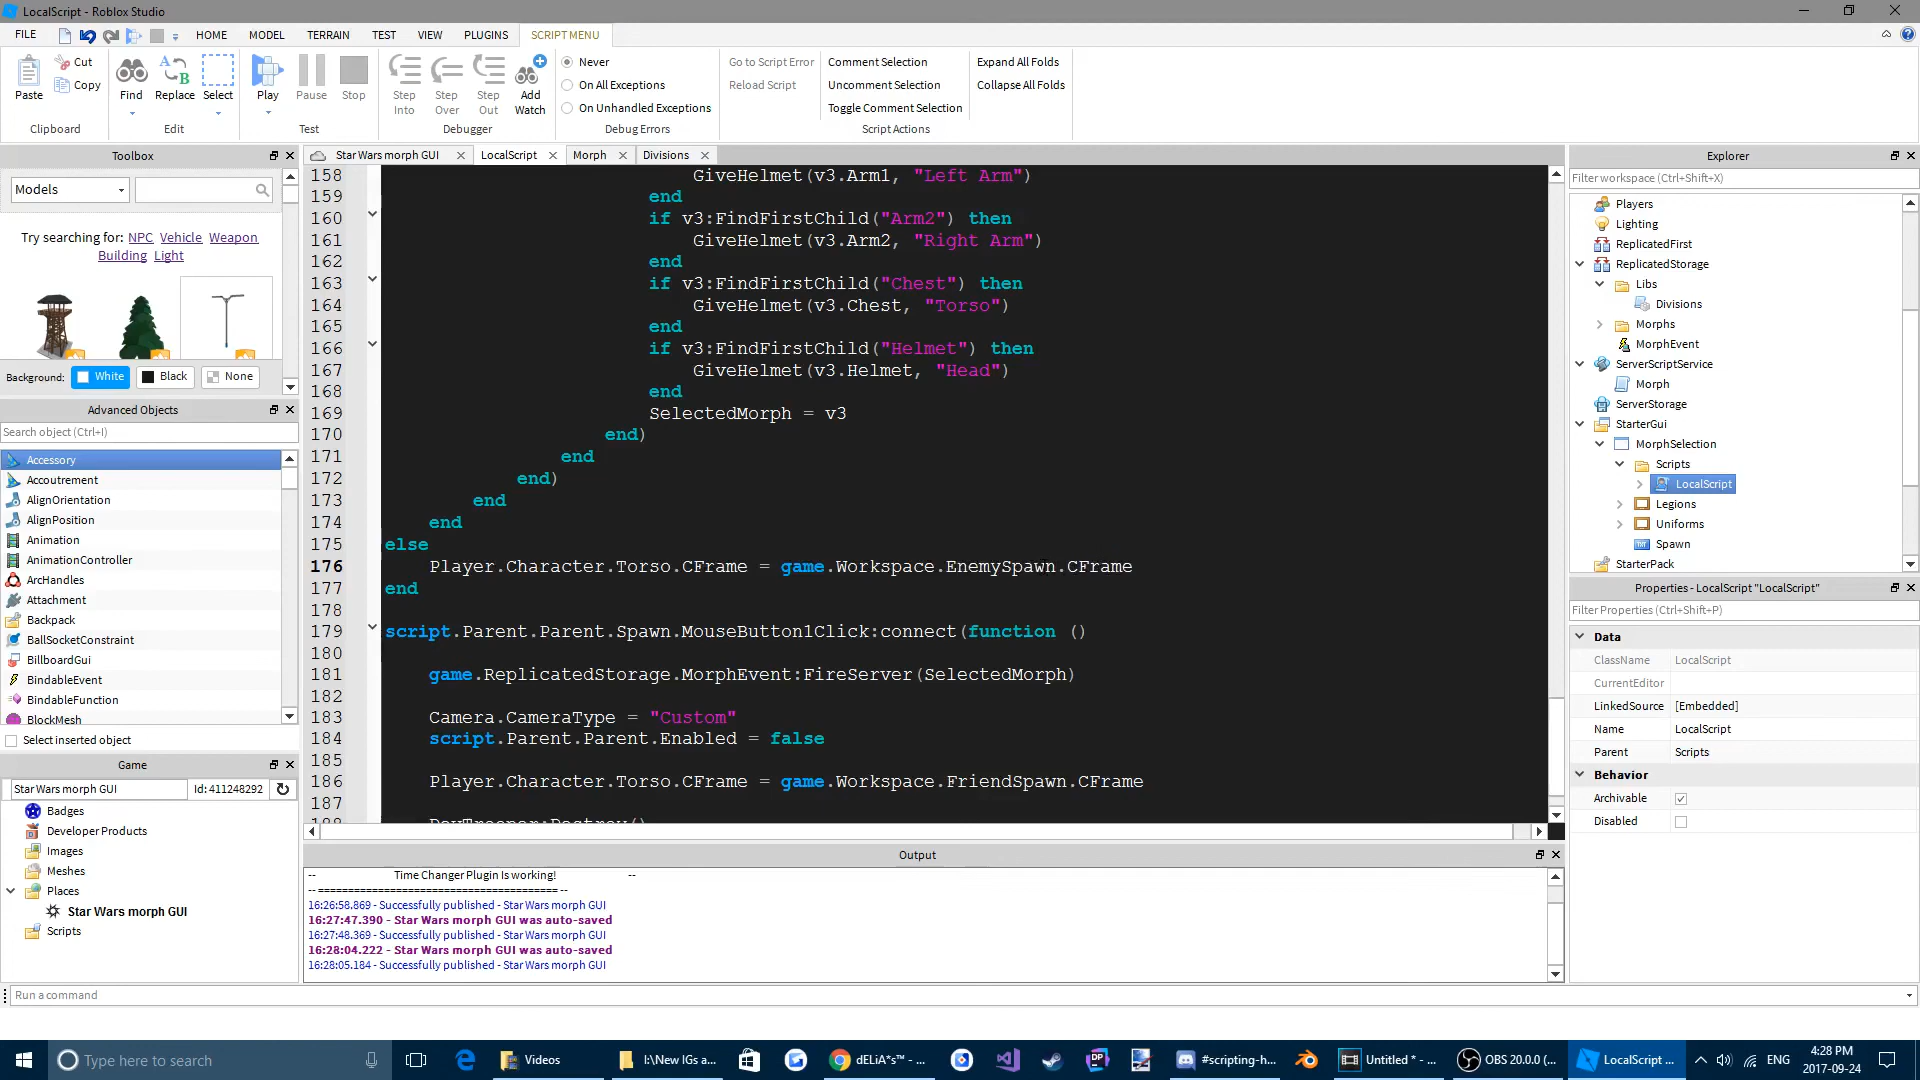 LocalScript - Roblox Studio
FILE HOME MODEL TERRAIN TEST VIEW PLUGINS SCRIPT MENU
Paste Cut Copy
Clipboard
Find Replace Select
Edit
Play Pause Stop
Test
Step Into Step Over Step Out Add Watch
Debugger
Never
On All Exceptions
On Unhandled Exceptions
Debug Errors
Go to Script Error
Reload Script
Comment Selection
Uncomment Selection
Toggle Comment Selection
Script Actions
Expand All Folds
Collapse All Folds
Toolbox
Models
Try searching for: NPC Vehicle Weapon
Building Light
Background: White Black None
Advanced Objects
Search object (Ctrl+I)
Accessory
Accoutrement
AlignOrientation
AlignPosition
Animation
AnimationController
ArcHandles
Attachment
Backpack
BallSocketConstraint
BillboardGui
BindableEvent
BindableFunction
BlockMesh
Select inserted object
Game
Star Wars morph GUI Id: 411248292
Badges
Developer Products
Images
Meshes
Places
Star Wars morph GUI
Scripts
Star Wars morph GUI LocalScript Morph Divisions
158 GiveHelmet(v3.Arm1, "Left Arm")
159 end
160 if v3:FindFirstChild("Arm2") then
161 GiveHelmet(v3.Arm2, "Right Arm")
162 end
163 if v3:FindFirstChild("Chest") then
164 GiveHelmet(v3.Chest, "Torso")
165 end
166 if v3:FindFirstChild("Helmet") then
167 GiveHelmet(v3.Helmet, "Head")
168 end
169 SelectedMorph = v3
170 end)
171 end
172 end)
173 end
174 end
175 else
176 Player.Character.Torso.CFrame = game.Workspace.EnemySpawn.CFrame
177 end
178
179 script.Parent.Parent.Spawn.MouseButton1Click:connect(function ()
180
181 game.ReplicatedStorage.MorphEvent:FireServer(SelectedMorph)
182
183 Camera.CameraType = "Custom"
184 script.Parent.Parent.Enabled = false
185
186 Player.Character.Torso.CFrame = game.Workspace.FriendSpawn.CFrame
187
Output
-- Time Changer Plugin Is working! --
-- ======================================== --
16:26:58.869 - Successfully published - Star Wars morph GUI
16:27:47.390 - Star Wars morph GUI was auto-saved
16:27:48.369 - Successfully published - Star Wars morph GUI
16:28:04.222 - Star Wars morph GUI was auto-saved
16:28:05.184 - Successfully published - Star Wars morph GUI
Explorer
Filter workspace (Ctrl+Shift+X)
Players
Lighting
ReplicatedFirst
ReplicatedStorage
Libs
Divisions
Morphs
MorphEvent
ServerScriptService
Morph
ServerStorage
StarterGui
MorphSelection
Scripts
LocalScript
Legions
Uniforms
Spawn
StarterPack
Properties - LocalScript "LocalScript"
Filter Properties (Ctrl+Shift+P)
Data
ClassName LocalScript
CurrentEditor
LinkedSource [Embedded]
Name LocalScript
Parent Scripts
Behavior
Archivable
Disabled
Run a command
Type here to search
Videos
I:\New IGs a...
dELiA*s™ - ...
#scripting-h...
Untitled * - ...
OBS 20.0.0 (...
LocalScript ...
ENG
4:28 PM
2017-09-24